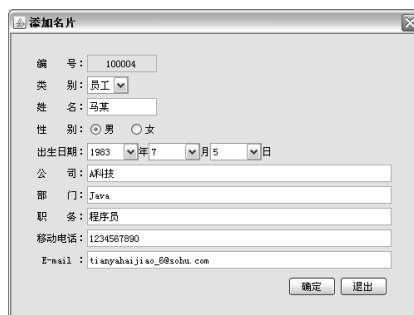 添加名片
编 号： 100004
类 别： 员工
姓 名： 马某
性 别： 男 女
出生日期： 1983 年 7 月 5 日
公 司： A科技
部 门： Java
职 务： 程序员
移动电话： 1234567890
E-mail ： tianyahaijiao_6@sohu.com
确定 退出